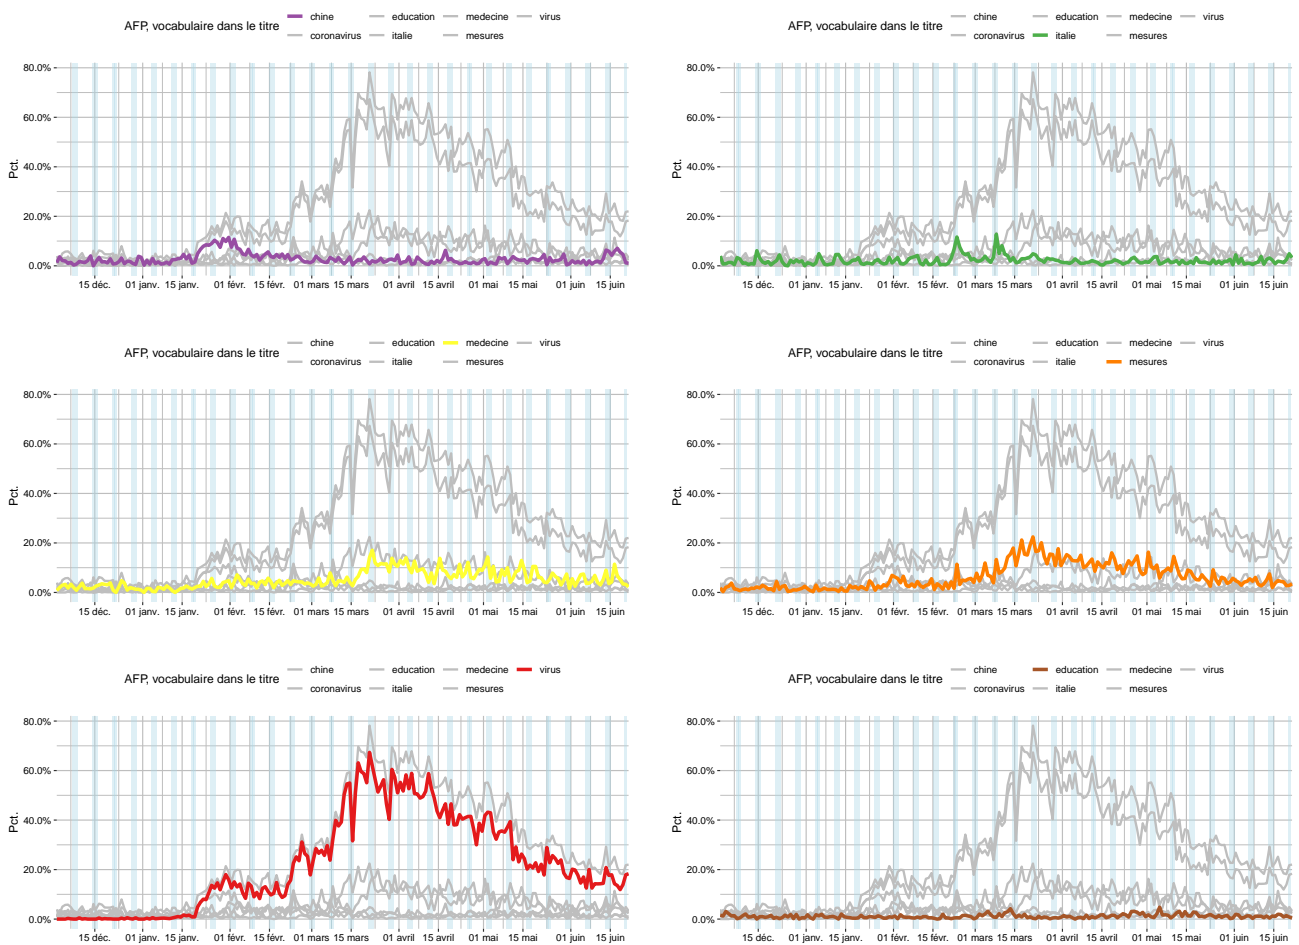 AFP, vocabulaire dans le titre
chine education medecine virus
coronavirus italie mesures
Pct.
80.0%
60.0%
40.0%
20.0%
0.0%
15 déc. 01 janv. 15 janv. 01 févr. 15 févr. 01 mars 15 mars 01 avril 15 avril 01 mai 15 mai 01 juin 15 juin
AFP, vocabulaire dans le titre
chine education medecine virus
coronavirus italie mesures
Pct.
80.0%
60.0%
40.0%
20.0%
0.0%
15 déc. 01 janv. 15 janv. 01 févr. 15 févr. 01 mars 15 mars 01 avril 15 avril 01 mai 15 mai 01 juin 15 juin
AFP, vocabulaire dans le titre
chine education medecine virus
coronavirus italie mesures
Pct.
80.0%
60.0%
40.0%
20.0%
0.0%
15 déc. 01 janv. 15 janv. 01 févr. 15 févr. 01 mars 15 mars 01 avril 15 avril 01 mai 15 mai 01 juin 15 juin
AFP, vocabulaire dans le titre
chine education medecine virus
coronavirus italie mesures
Pct.
80.0%
60.0%
40.0%
20.0%
0.0%
15 déc. 01 janv. 15 janv. 01 févr. 15 févr. 01 mars 15 mars 01 avril 15 avril 01 mai 15 mai 01 juin 15 juin
AFP, vocabulaire dans le titre
chine education medecine virus
coronavirus italie mesures
Pct.
80.0%
60.0%
40.0%
20.0%
0.0%
15 déc. 01 janv. 15 janv. 01 févr. 15 févr. 01 mars 15 mars 01 avril 15 avril 01 mai 15 mai 01 juin 15 juin
AFP, vocabulaire dans le titre
chine education medecine virus
coronavirus italie mesures
Pct.
80.0%
60.0%
40.0%
20.0%
0.0%
15 déc. 01 janv. 15 janv. 01 févr. 15 févr. 01 mars 15 mars 01 avril 15 avril 01 mai 15 mai 01 juin 15 juin